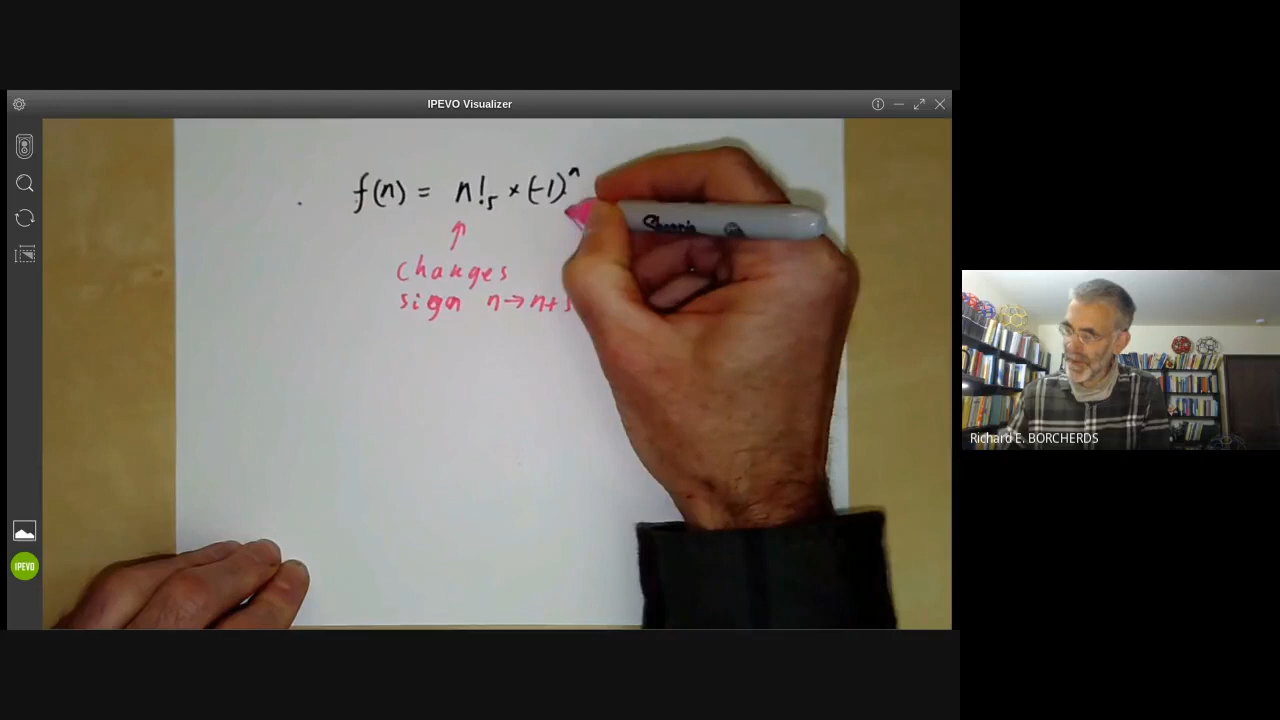 IPEVO Visualizer
f(n) = n!₅ × (-1)ⁿ
Sharpie
changes
sign n→n+5
IPEVO
Richard E. BORCHERDS